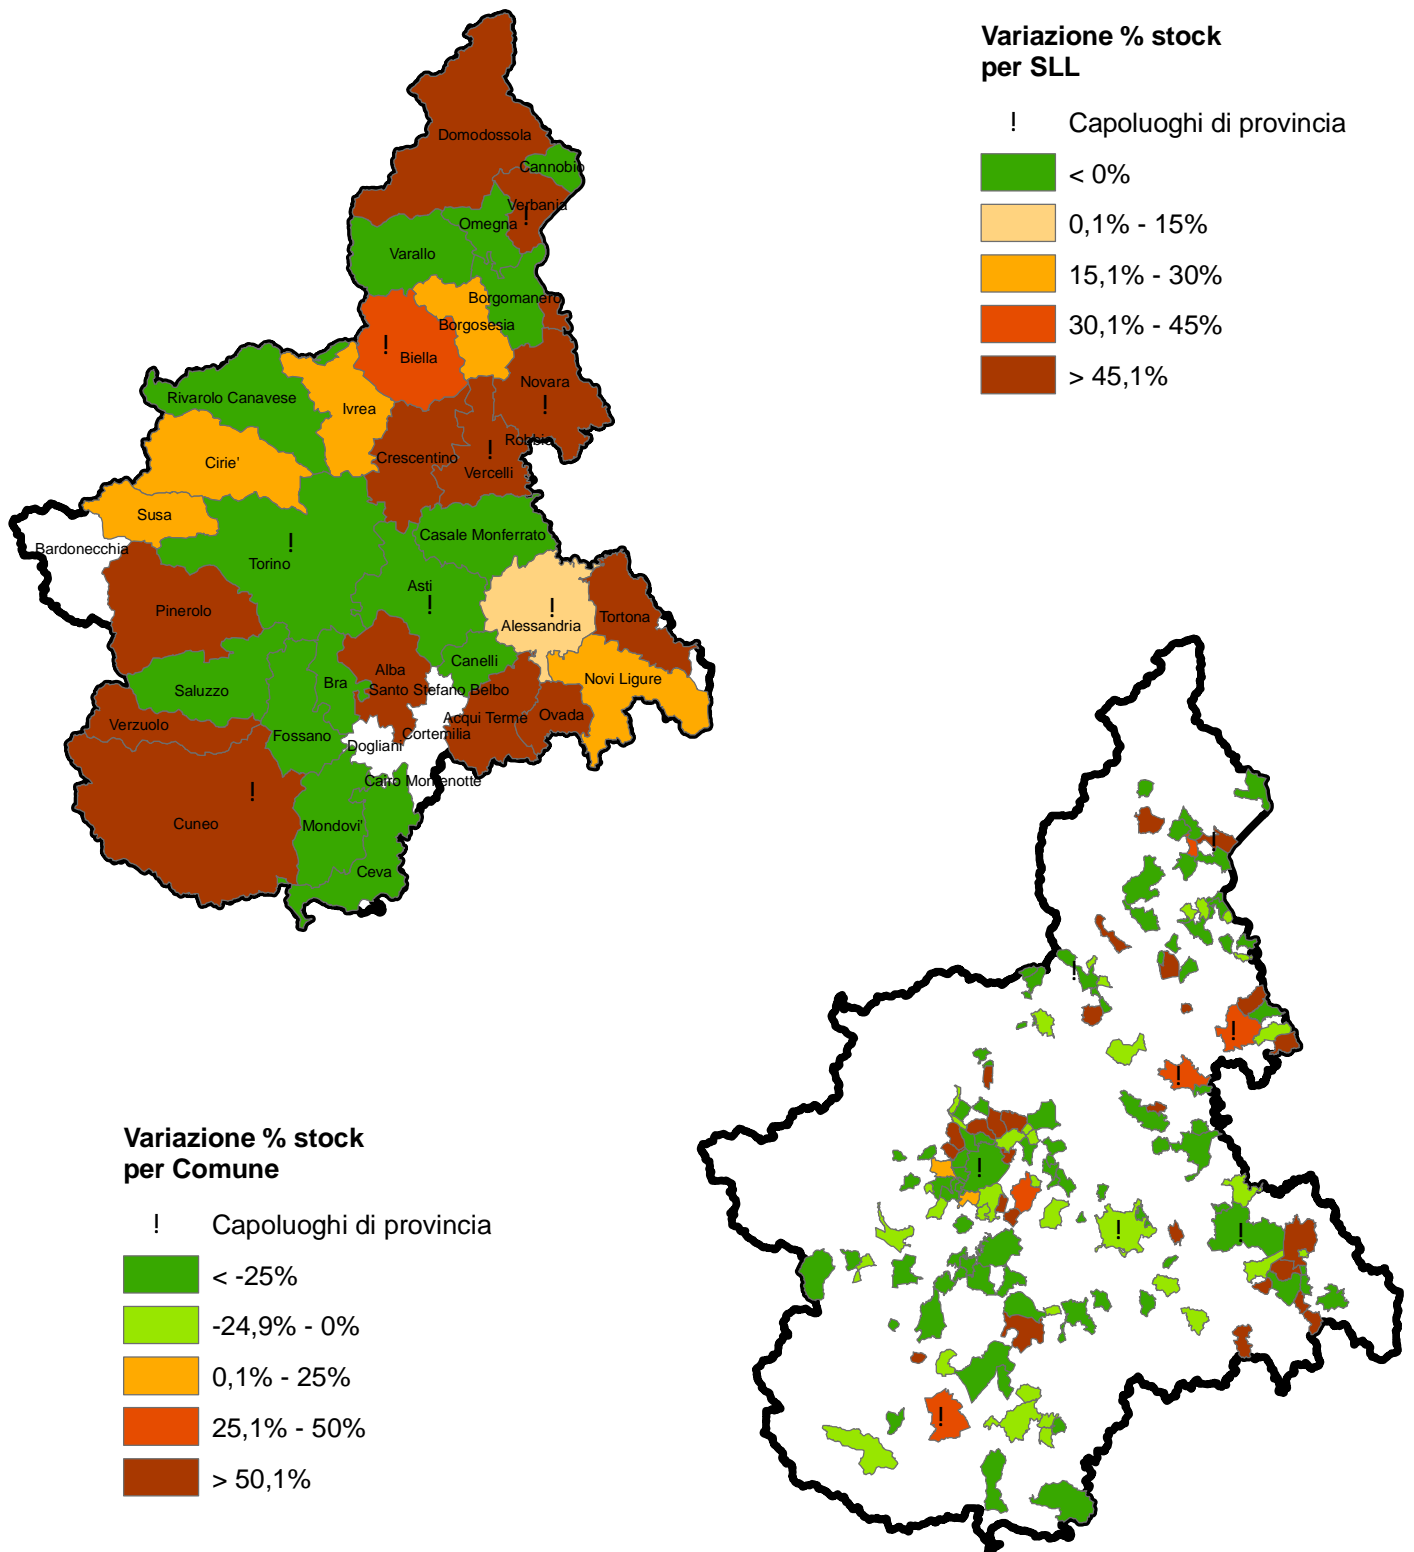 Variazione % stock
per SLL
! Capoluoghi di provincia
< 0%
0,1% - 15%
15,1% - 30%
30,1% - 45%
> 45,1%
Domodossola
Cannobio
Verbania
!
Omegna
Varallo
Borgomanero
Borgosesia
!
Biella
Novara
!
Rivarolo Canavese
Ivrea
Robbio
!
Crescentino
Cirie'
Vercelli
Susa
Casale Monferrato
!
Bardonecchia
Torino
Asti
!
!
Pinerolo
Tortona
Alessandria
Canelli
Alba
Novi Ligure
Bra
Saluzzo
Santo Stefano Belbo
Ovada
Acqui Terme
Verzuolo
Cortemilia
Fossano
Dogliani
Cairo Montenotte
!
Cuneo
Mondovi'
Ceva
!
!
!
!
!
!
!
!
Variazione % stock
per Comune
! Capoluoghi di provincia
< -25%
-24,9% - 0%
0,1% - 25%
25,1% - 50%
> 50,1%